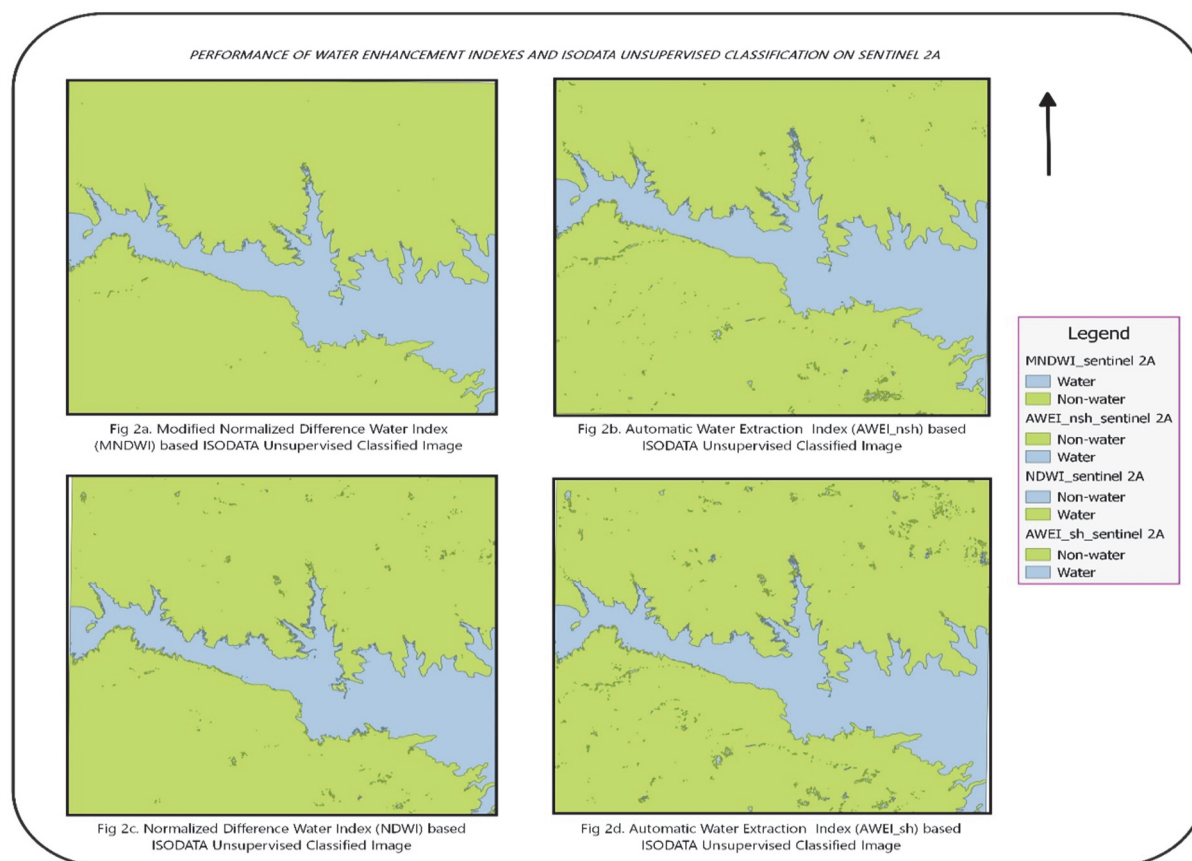 PERFORMANCE OF WATER ENHANCEMENT INDEXES AND ISODATA UNSUPERVISED CLASSIFICATION ON SENTINEL 2A
Fig 2a. Modified Normalized Difference Water Index
(MNDWI) based ISODATA Unsupervised Classified Image
Fig 2b. Automatic Water Extraction Index (AWEI_nsh) based
ISODATA Unsupervised Classified Image
Fig 2c. Normalized Difference Water Index (NDWI) based
ISODATA Unsupervised Classified Image
Fig 2d. Automatic Water Extraction Index (AWEI_sh) based
ISODATA Unsupervised Classified Image
Legend
MNDWI_sentinel 2A
Water
Non-water
AWEI_nsh_sentinel 2A
Non-water
Water
NDWI_sentinel 2A
Non-water
Water
AWEI_sh_sentinel 2A
Non-water
Water